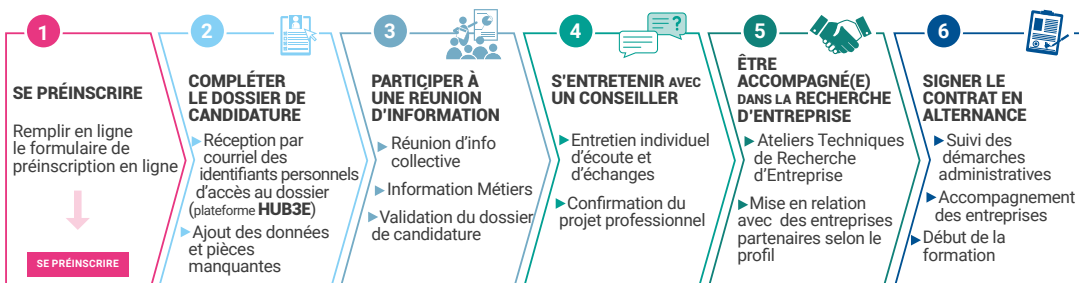 1
SE PRÉINSCRIRE
Remplir en ligne
le formulaire de
préinscription en ligne
SE PRÉINSCRIRE
2
COMPLÉTER
LE DOSSIER DE
CANDIDATURE
▶ Réception par
courriel des
identifiants personnels
d'accès au dossier
(plateforme HUB3E)
▶ Ajout des données
et pièces
manquantes
3
PARTICIPER À
UNE RÉUNION
D'INFORMATION
▶ Réunion d'info
collective
▶ Information Métiers
▶ Validation du dossier
de candidature
4
?
S'ENTRETENIR AVEC
UN CONSEILLER
▶ Entretien individuel
d'écoute et
d'échanges
▶ Confirmation du
projet professionnel
5
ÊTRE
ACCOMPAGNÉ(E)
DANS LA RECHERCHE
D'ENTREPRISE
▶ Ateliers Techniques
de Recherche
d'Entreprise
▶ Mise en relation
avec des entreprises
partenaires selon le
profil
6
SIGNER LE
CONTRAT EN
ALTERNANCE
▶ Suivi des
démarches
administratives
▶ Accompagnement
des entreprises
▶ Début de la
formation